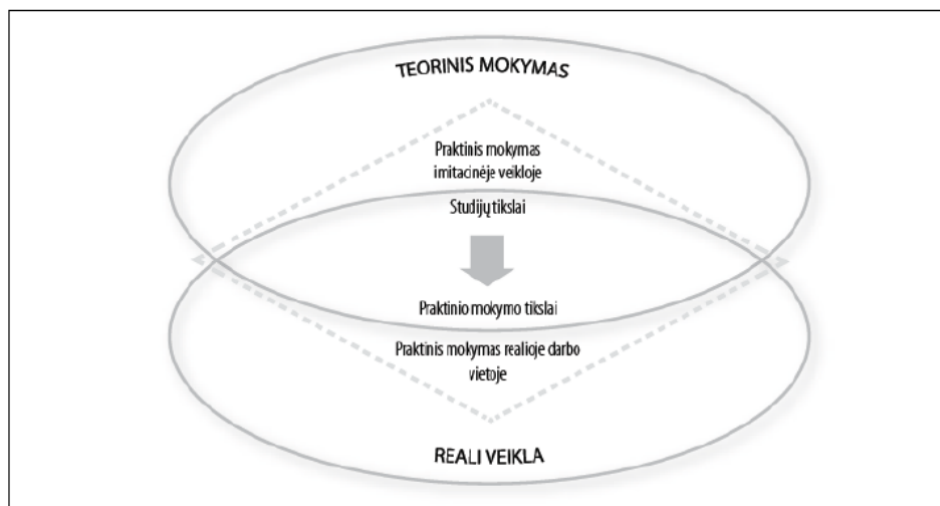 TEORINIS MOKYMAS
Praktinis mokymas
imitacinėje veikloje
Studijų tikslai
Praktinio mokymo tikslai
Praktinis mokymas realioje darbo
vietoje
REALI VEIKLA